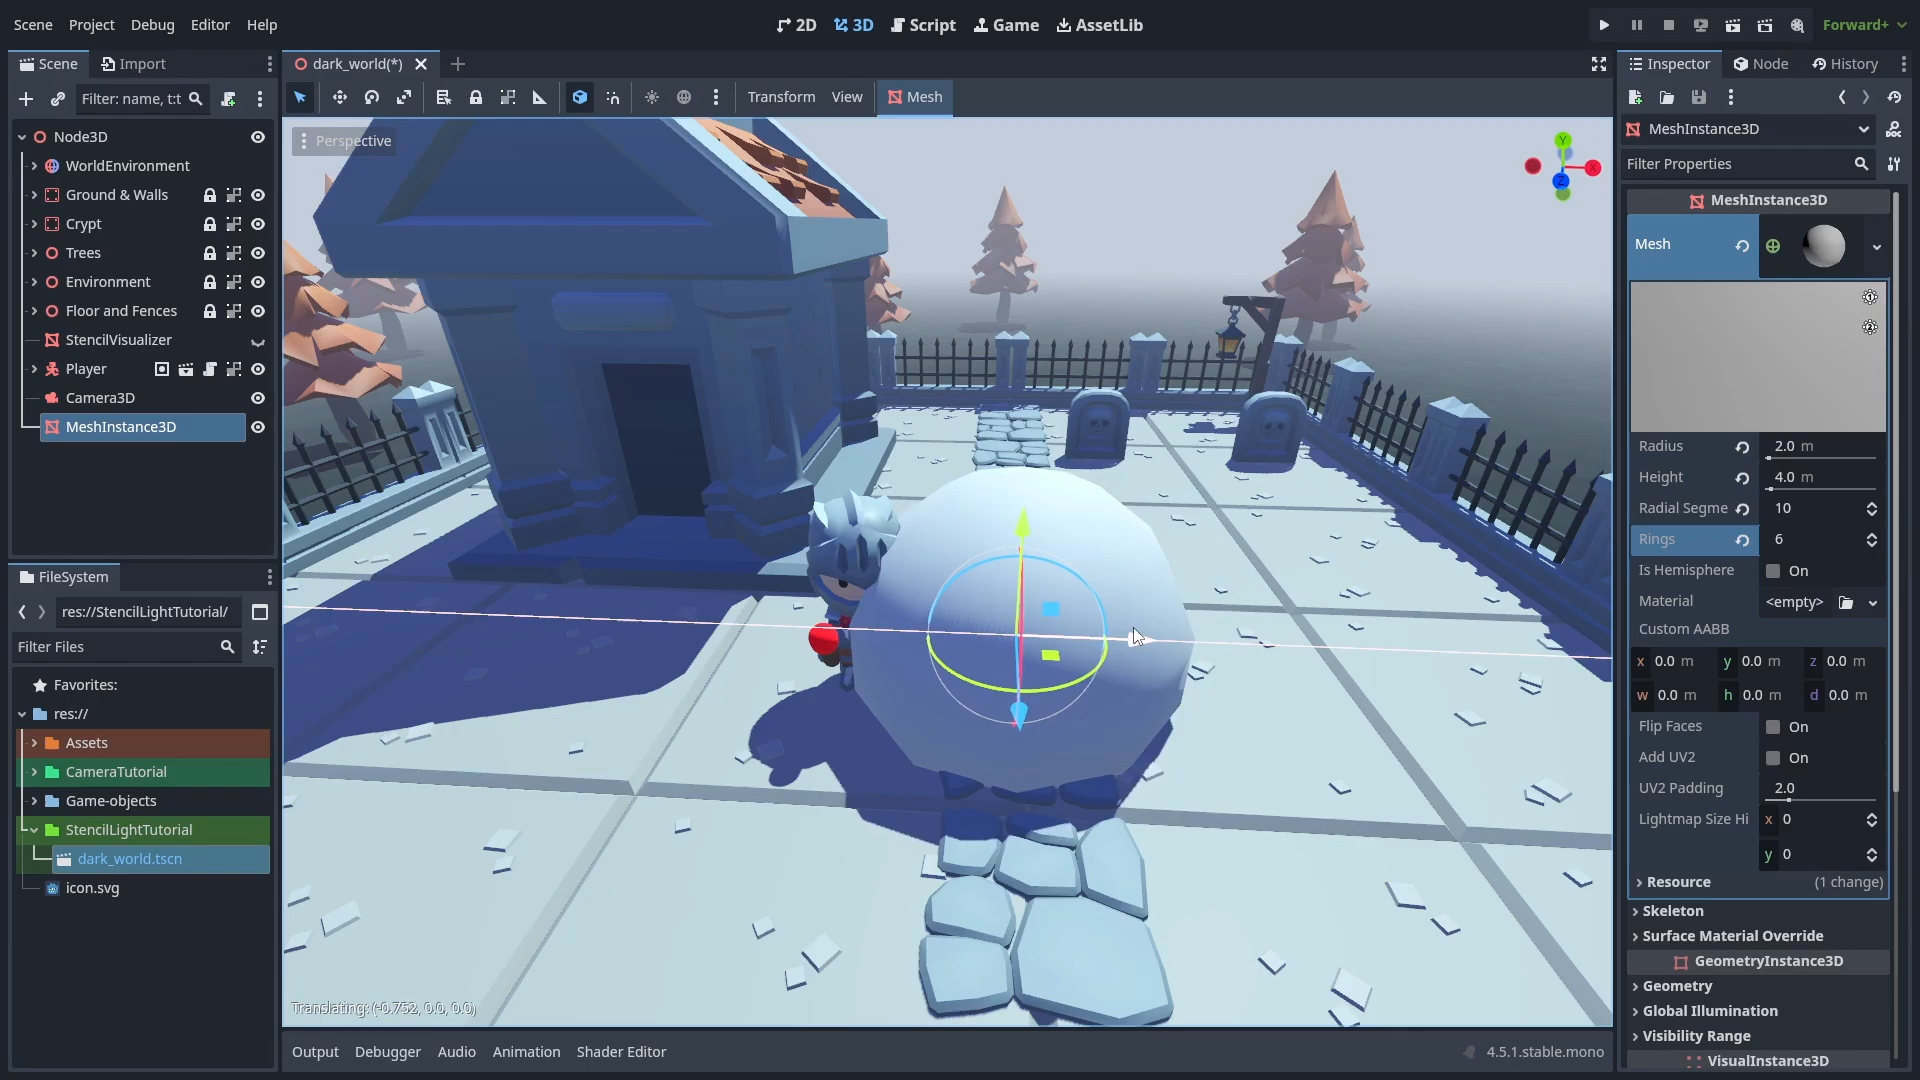 Scene Project Debug Editor Help
2D 3D Script Game AssetLib
Forward+
Scene Import
Filter: name, t:t
Node3D
WorldEnvironment
Ground & Walls
Crypt
Trees
Environment
Floor and Fences
StencilVisualizer
Player
Camera3D
MeshInstance3D
FileSystem
res://StencilLightTutorial/
Filter Files
Favorites:
res://
Assets
CameraTutorial
Game-objects
StencilLightTutorial
dark_world.tscn
icon.svg
dark_world(*)
Transform View Mesh
Perspective
Y
X
Z
Translating: (-0.752, 0.0, 0.0)
Output Debugger Audio Animation Shader Editor
4.5.1.stable.mono
Inspector Node History
MeshInstance3D
DOC
Filter Properties
MeshInstance3D
Mesh
1
2
Radius 2.0 m
Height 4.0 m
Radial Segme 10
Rings 6
Is Hemisphere On
Material <empty>
Custom AABB
x 0.0 m y 0.0 m z 0.0 m
w 0.0 m h 0.0 m d 0.0 m
Flip Faces On
Add UV2 On
UV2 Padding 2.0
Lightmap Size Hi x 0
y 0
Resource (1 change)
Skeleton
Surface Material Override
GeometryInstance3D
Geometry
Global Illumination
Visibility Range
VisualInstance3D